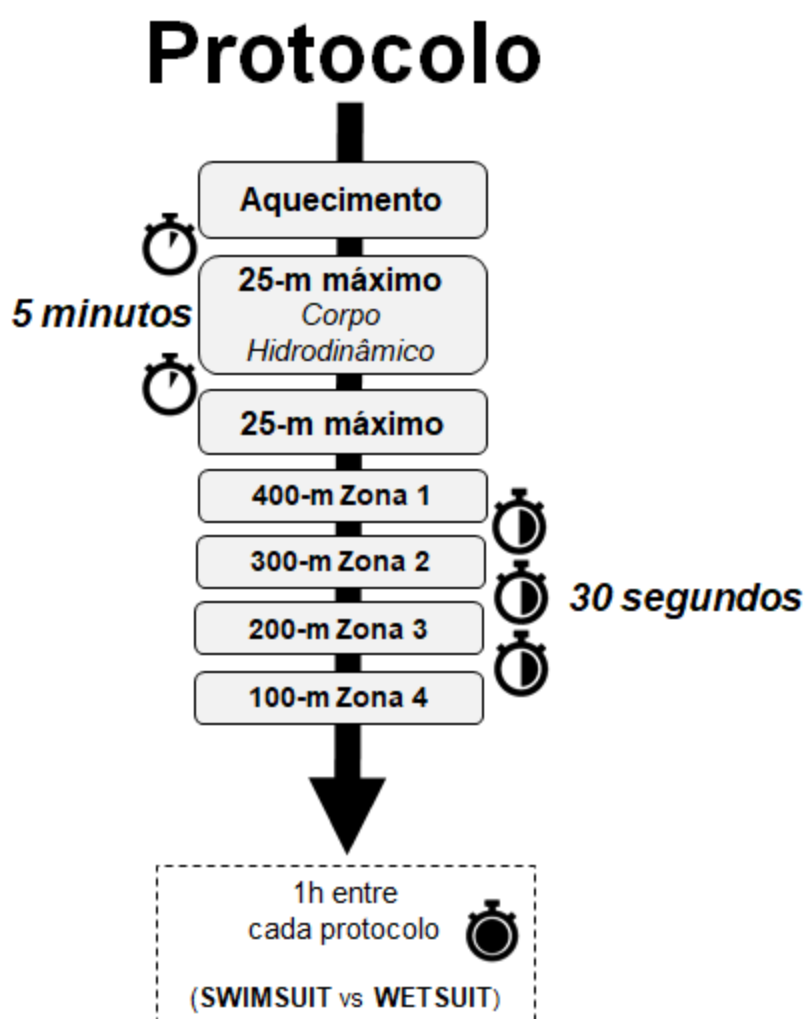 Protocolo
Aquecimento
25-m máximo
Corpo
Hidrodinâmico
5 minutos
25-m máximo
400-m Zona 1
300-m Zona 2
30 segundos
200-m Zona 3
100-m Zona 4
1h entre
cada protocolo
(SWIMSUIT vs WETSUIT)